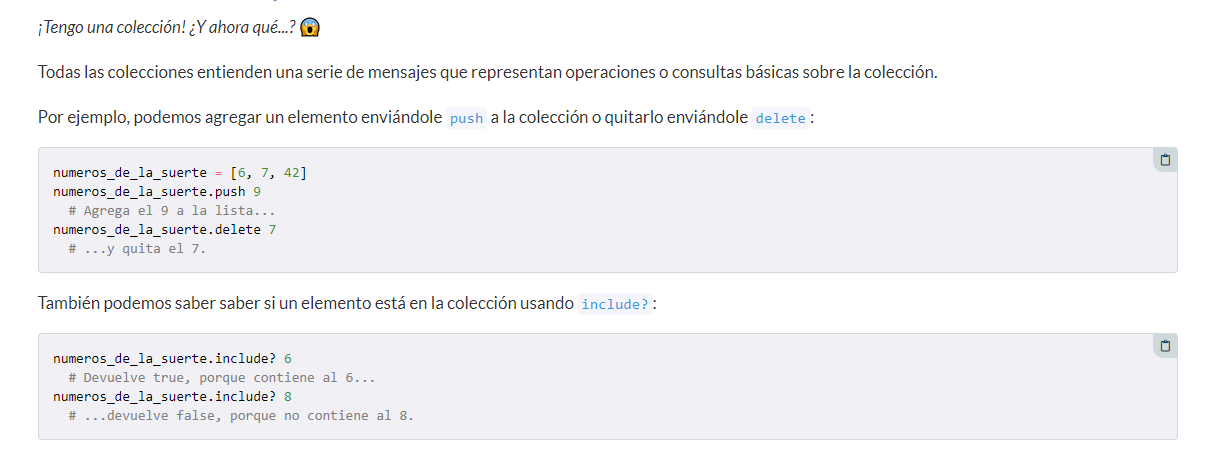 ¡Tengo una colección! ¿Y ahora qué...? 😱
Todas las colecciones entienden una serie de mensajes que representan operaciones o consultas básicas sobre la colección.
Por ejemplo, podemos agregar un elemento enviándole push a la colección o quitarlo enviándole delete:
numeros_de_la_suerte = [6, 7, 42]
numeros_de_la_suerte.push 9
  # Agrega el 9 a la lista...
numeros_de_la_suerte.delete 7
  # ...y quita el 7.
También podemos saber saber si un elemento está en la colección usando include?:
numeros_de_la_suerte.include? 6
  # Devuelve true, porque contiene al 6...
numeros_de_la_suerte.include? 8
  # ...devuelve false, porque no contiene al 8.